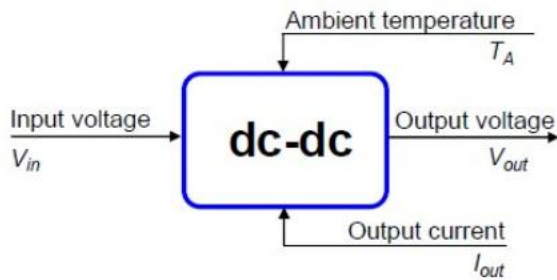 Ambient temperature
T_A
Input voltage
V_in
dc-dc
Output voltage
V_out
Output current
I_out